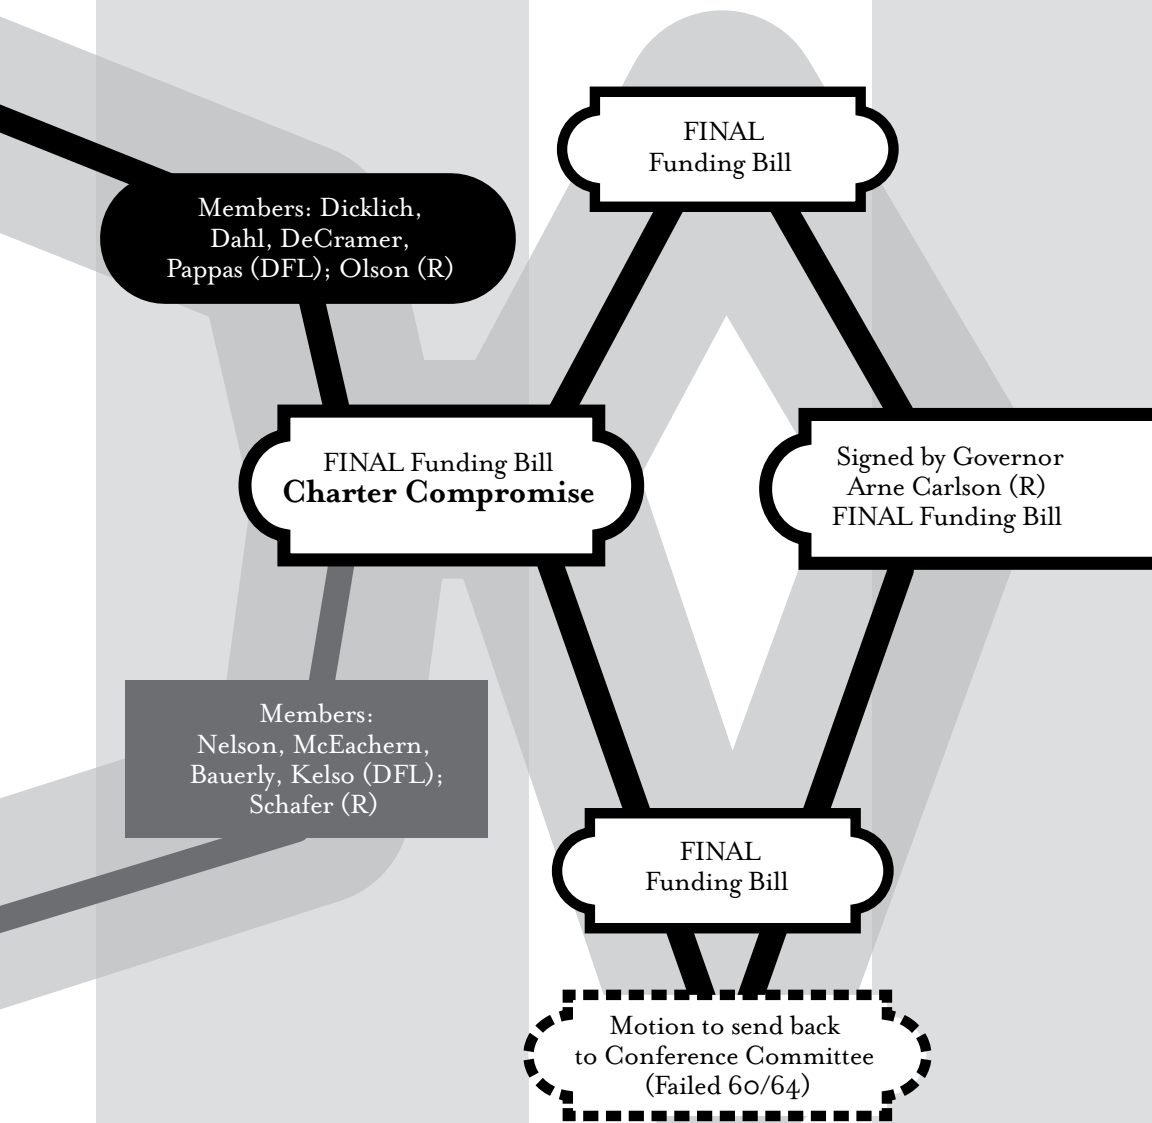 FINAL
Funding Bill
Members: Dicklich,
Dahl, DeCramer,
Pappas (DFL); Olson (R)
FINAL Funding Bill
Charter Compromise
Signed by Governor
Arne Carlson (R)
FINAL Funding Bill
Members:
Nelson, McEachern,
Bauerly, Kelso (DFL);
Schafer (R)
FINAL
Funding Bill
Motion to send back
to Conference Committee
(Failed 60/64)